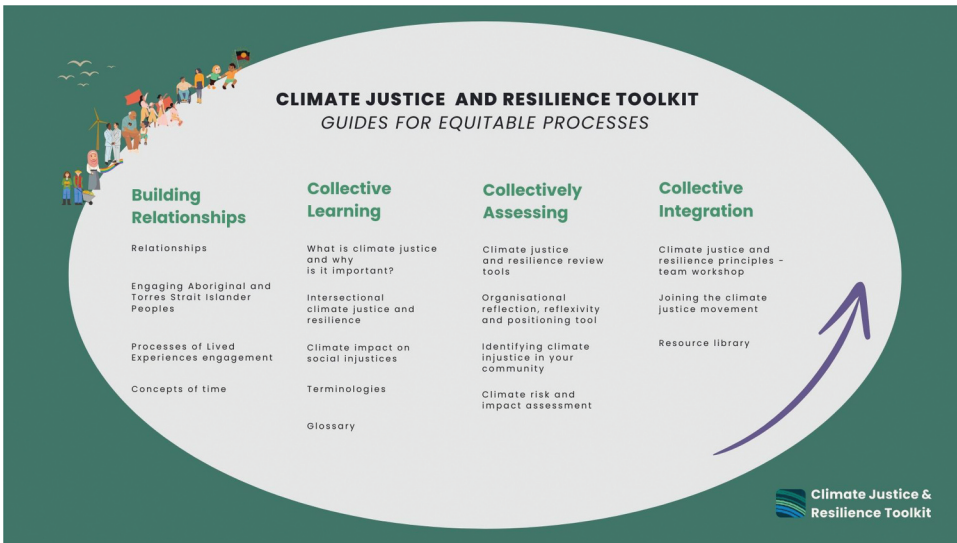 CLIMATE JUSTICE AND RESILIENCE TOOLKIT
GUIDES FOR EQUITABLE PROCESSES
Building
Relationships
Relationships
Engaging Aboriginal and
Torres Strait Islander
Peoples
Processes of Lived
Experiences engagement
Concepts of time
Collective
Learning
What is climate justice
and why
is it important?
Intersectional
climate justice and
resilience
Climate impact on
social injustices
Terminologies
Glossary
Collectively
Assessing
Climate justice
and resilience review
tools
Organisational
reflection, reflexivity
and positioning tool
Identifying climate
injustice in your
community
Climate risk and
impact assessment
Collective
Integration
Climate justice and
resilience principles -
team workshop
Joining the climate
justice movement
Resource library
Climate Justice &
Resilience Toolkit